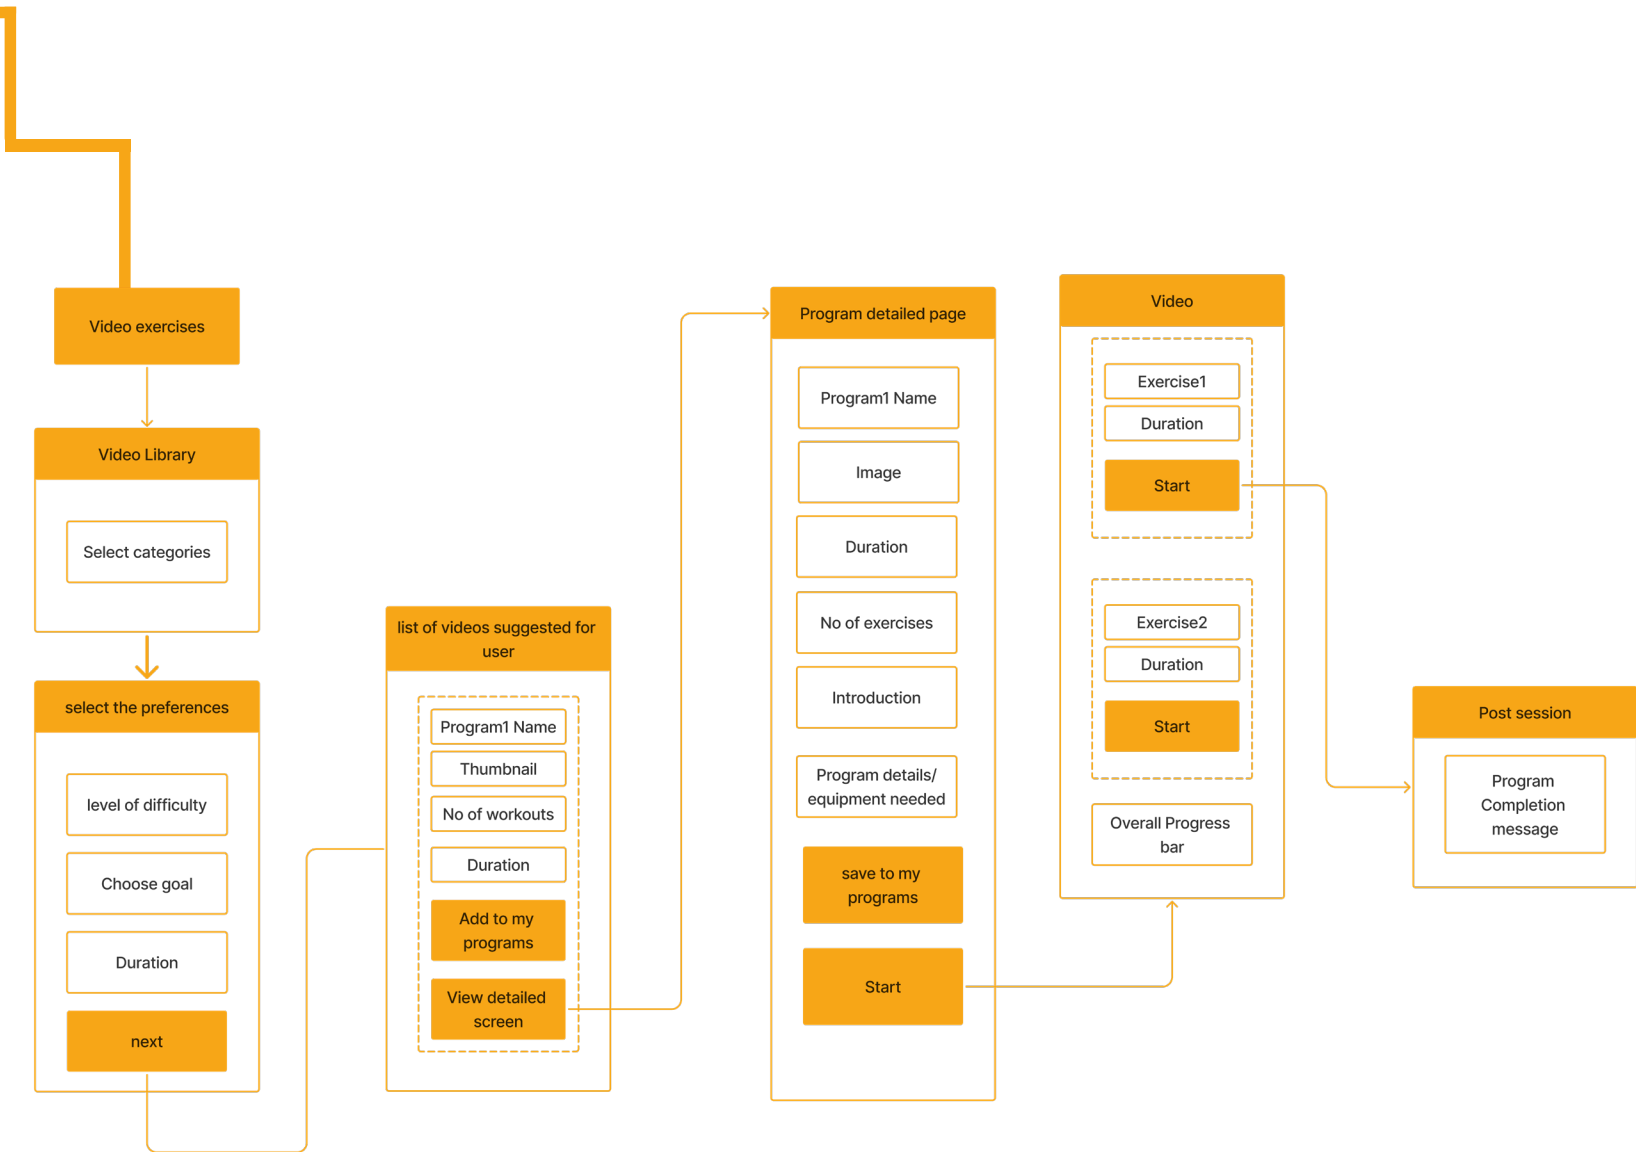 Video exercises
Video Library
Select categories
select the preferences
level of difficulty
Choose goal
Duration
next
list of videos suggested for
user
Program1 Name
Thumbnail
No of workouts
Duration
Add to my
programs
View detailed
screen
Program detailed page
Program1 Name
Image
Duration
No of exercises
Introduction
Program details/
equipment needed
save to my
programs
Start
Video
Exercise1
Duration
Start
Exercise2
Duration
Start
Overall Progress
bar
Post session
Program
Completion
message